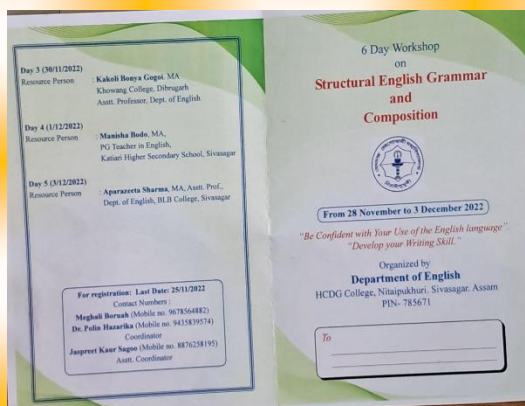 Day 3 (30/11/2022)
Resource Person : Kakoli Bonya Gogoi, MA
Khowang College, Dibrugarh
Asstt. Professor, Dept. of English
Day 4 (1/12/2022)
Resource Person : Manisha Bodo, MA,
PG Teacher in English,
Katiari Higher Secondary School, Sivasagar
Day 5 (3/12/2022)
Resource Person : Aparazeeta Sharma, MA, Asstt. Prof.,
Dept. of English, BLB College, Sivasagar
For registration: Last Date: 25/11/2022
Contact Numbers :
Meghali Boruah (Mobile no. 9678564882)
Dr. Polin Hazarika (Mobile no. 9435839574)
Coordinator
Jaspreet Kaur Sagoo (Mobile no. 8876258195)
Asstt. Coordinator
6 Day Workshop
on
Structural English Grammar
and
Composition
From 28 November to 3 December 2022
"Be Confident with Your Use of the English language"
"Develop your Writing Skill."
Organized by
Department of English
HCDG College, Nitaipukhuri, Sivasagar, Assam
PIN- 785671
To